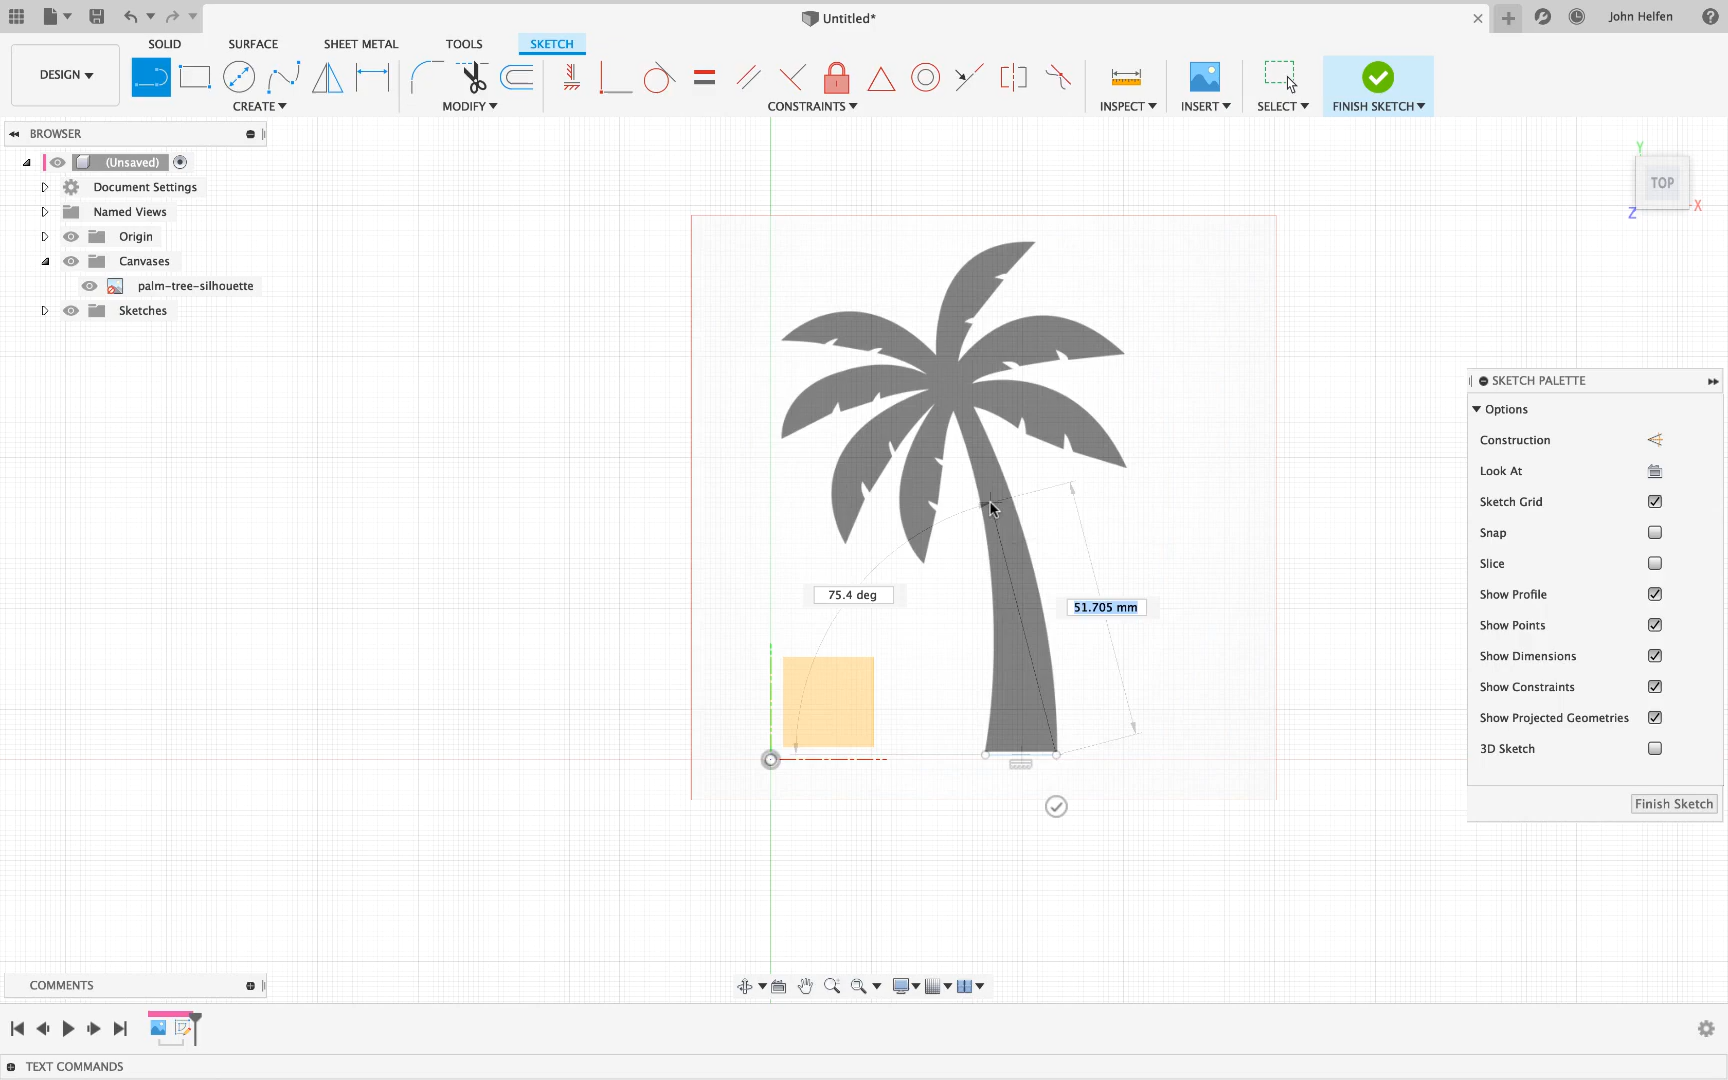 Untitled*
John Helfen
SOLID
SURFACE
SHEET METAL
TOOLS
SKETCH
DESIGN
CREATE
MODIFY
CONSTRAINTS
INSPECT
INSERT
SELECT
FINISH SKETCH
BROWSER
(Unsaved)
Document Settings
Named Views
Origin
Canvases
palm-tree-silhouette
Sketches
Y
TOP
X
Z
75.4 deg
51.705 mm
SKETCH PALETTE
Options
Construction
Look At
Sketch Grid
Snap
Slice
Show Profile
Show Points
Show Dimensions
Show Constraints
Show Projected Geometries
3D Sketch
Finish Sketch
COMMENTS
TEXT COMMANDS